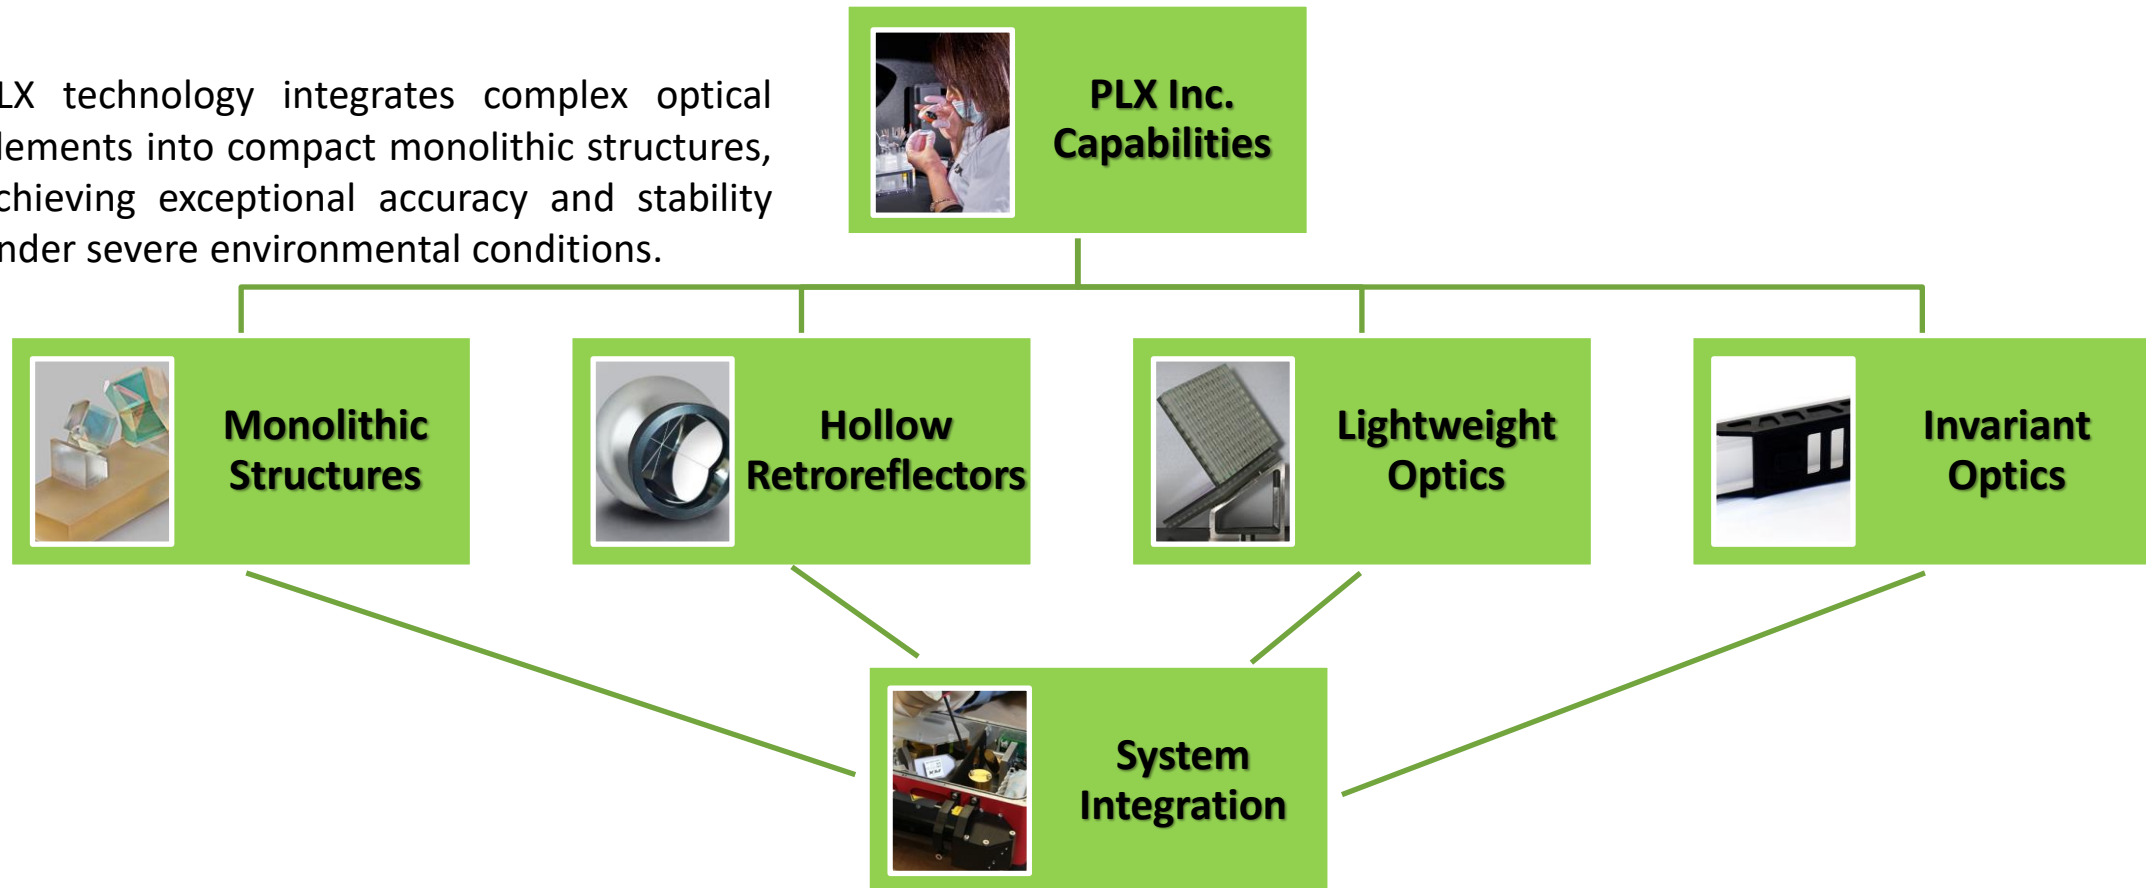 LX technology integrates complex optical
lements into compact monolithic structures,
chieving exceptional accuracy and stability
nder severe environmental conditions.
PLX Inc.
Capabilities
Monolithic
Structures
Hollow
Retroreflectors
Lightweight
Optics
Invariant
Optics
System
Integration